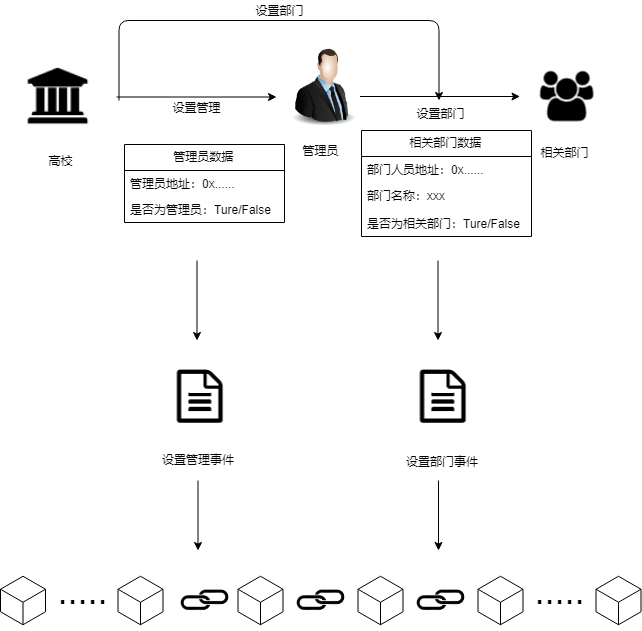 设置部门
设置管理
设置部门
高校
管理员
相关部门
管理员数据
管理员地址：0x......
是否为管理员：Ture/False
相关部门数据
部门人员地址：0x......
部门名称：xxx
是否为相关部门：Ture/False
设置管理事件
设置部门事件